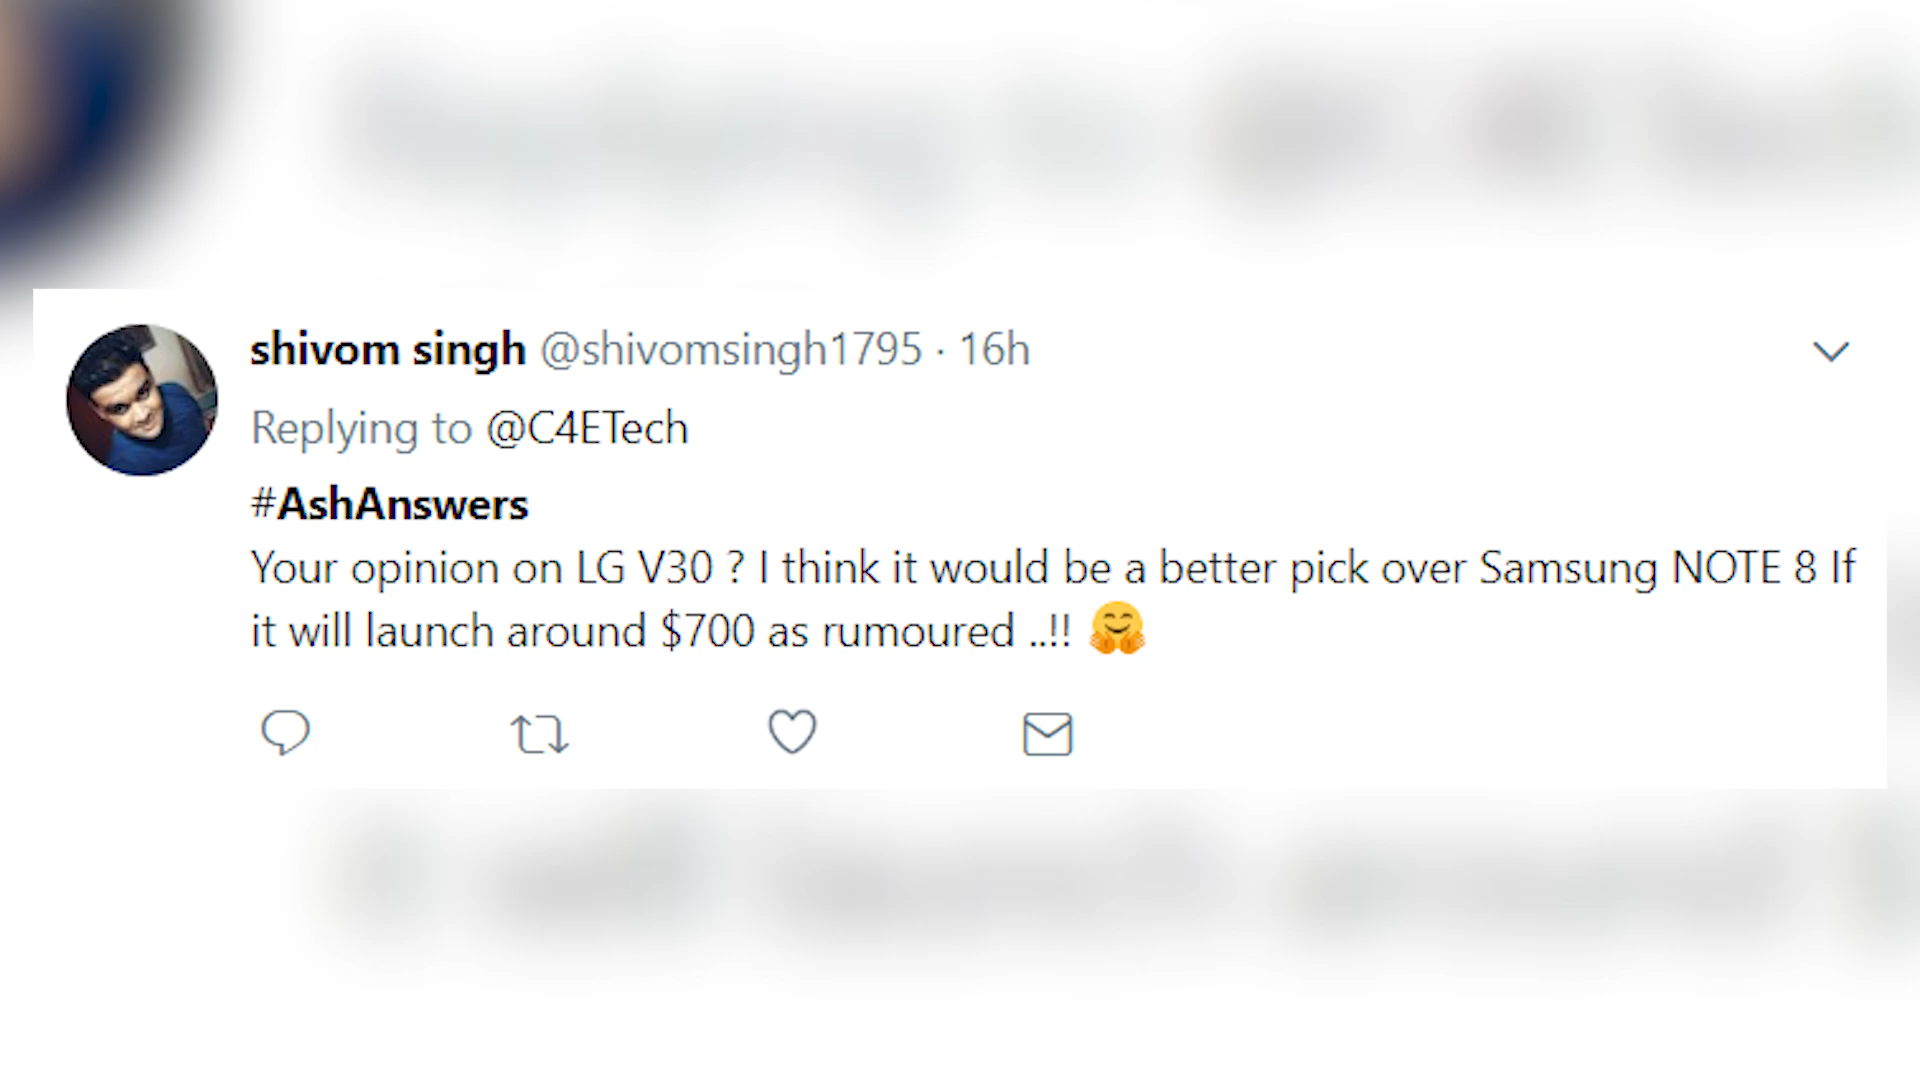 shivom singh @shivomsingh1795 · 16h
Replying to @C4ETech
#AshAnswers
Your opinion on LG V30 ? I think it would be a better pick over Samsung NOTE 8 If
it will launch around $700 as rumoured ..!! 🤗